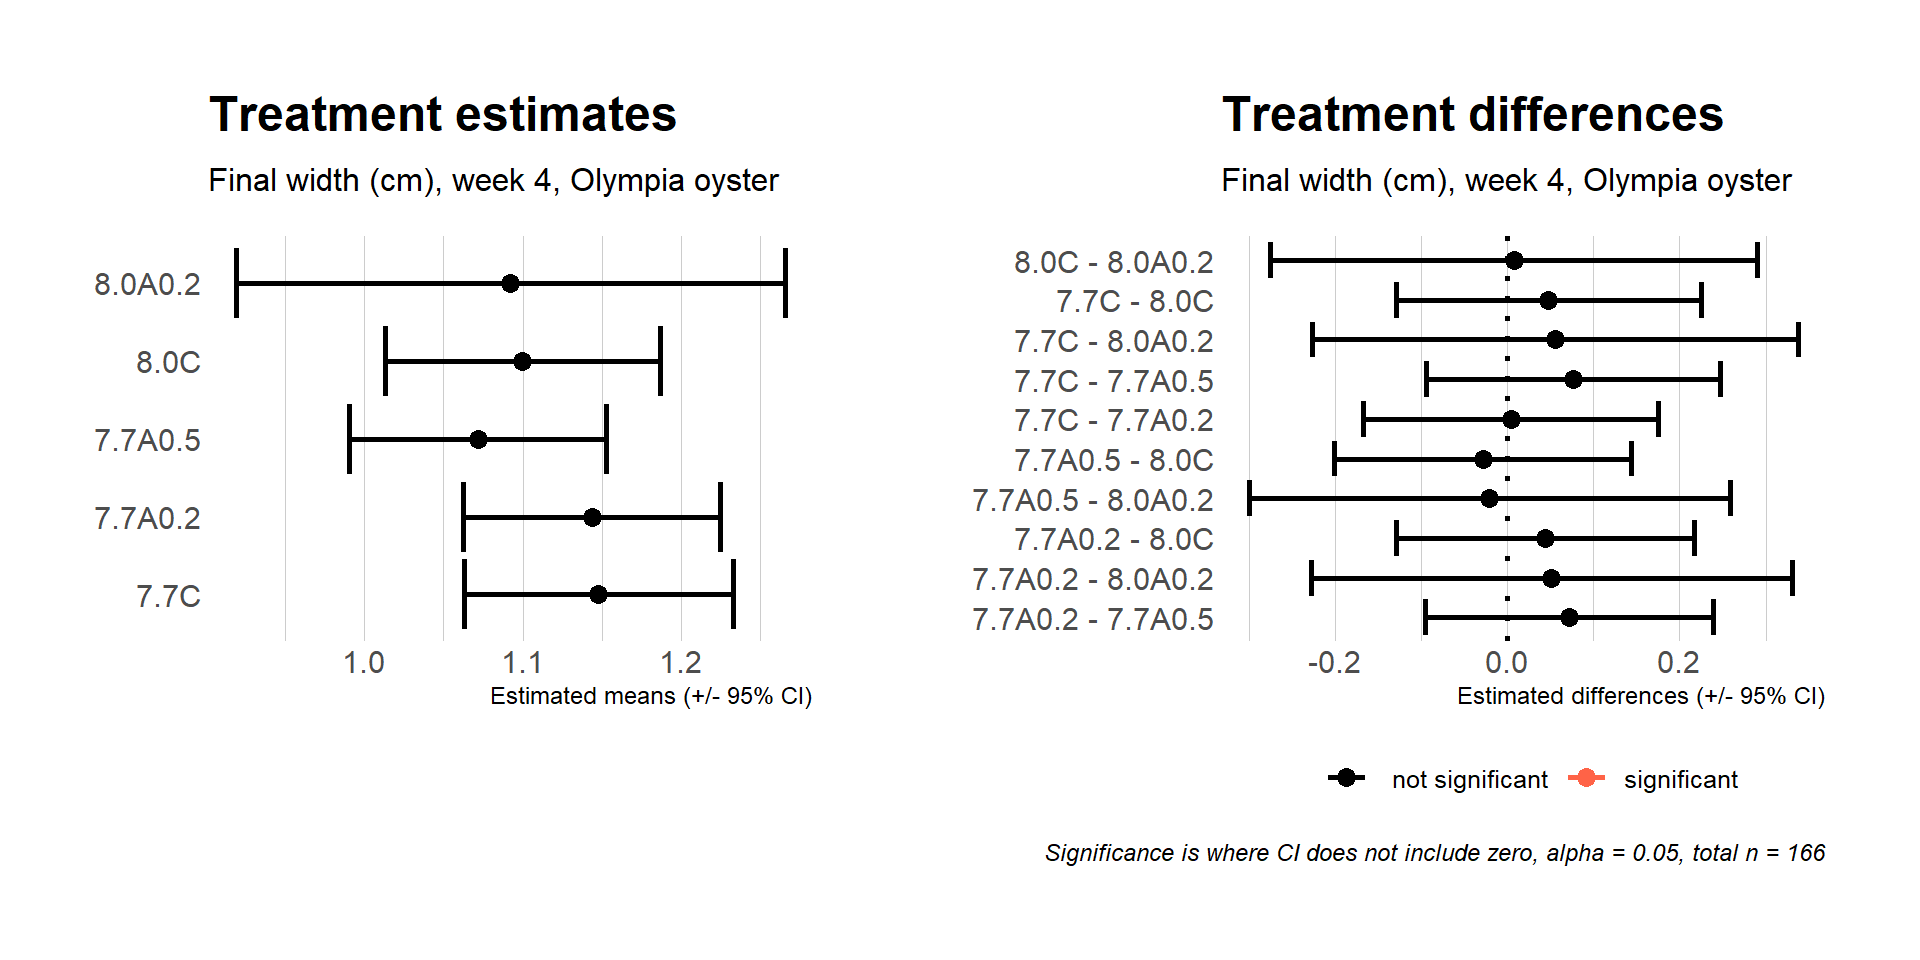 Treatment estimates
Final width (cm), week 4, Olympia oyster
8.0A0.2
8.0C
7.7A0.5
7.7A0.2
7.7C
1.0 1.1 1.2
Estimated means (+/- 95% CI)
Treatment differences
Final width (cm), week 4, Olympia oyster
8.0C - 8.0A0.2
7.7C - 8.0C
7.7C - 8.0A0.2
7.7C - 7.7A0.5
7.7C - 7.7A0.2
7.7A0.5 - 8.0C
7.7A0.5 - 8.0A0.2
7.7A0.2 - 8.0C
7.7A0.2 - 8.0A0.2
7.7A0.2 - 7.7A0.5
-0.2 0.0 0.2
Estimated differences (+/- 95% CI)
not significant significant
Significance is where CI does not include zero, alpha = 0.05, total n = 166